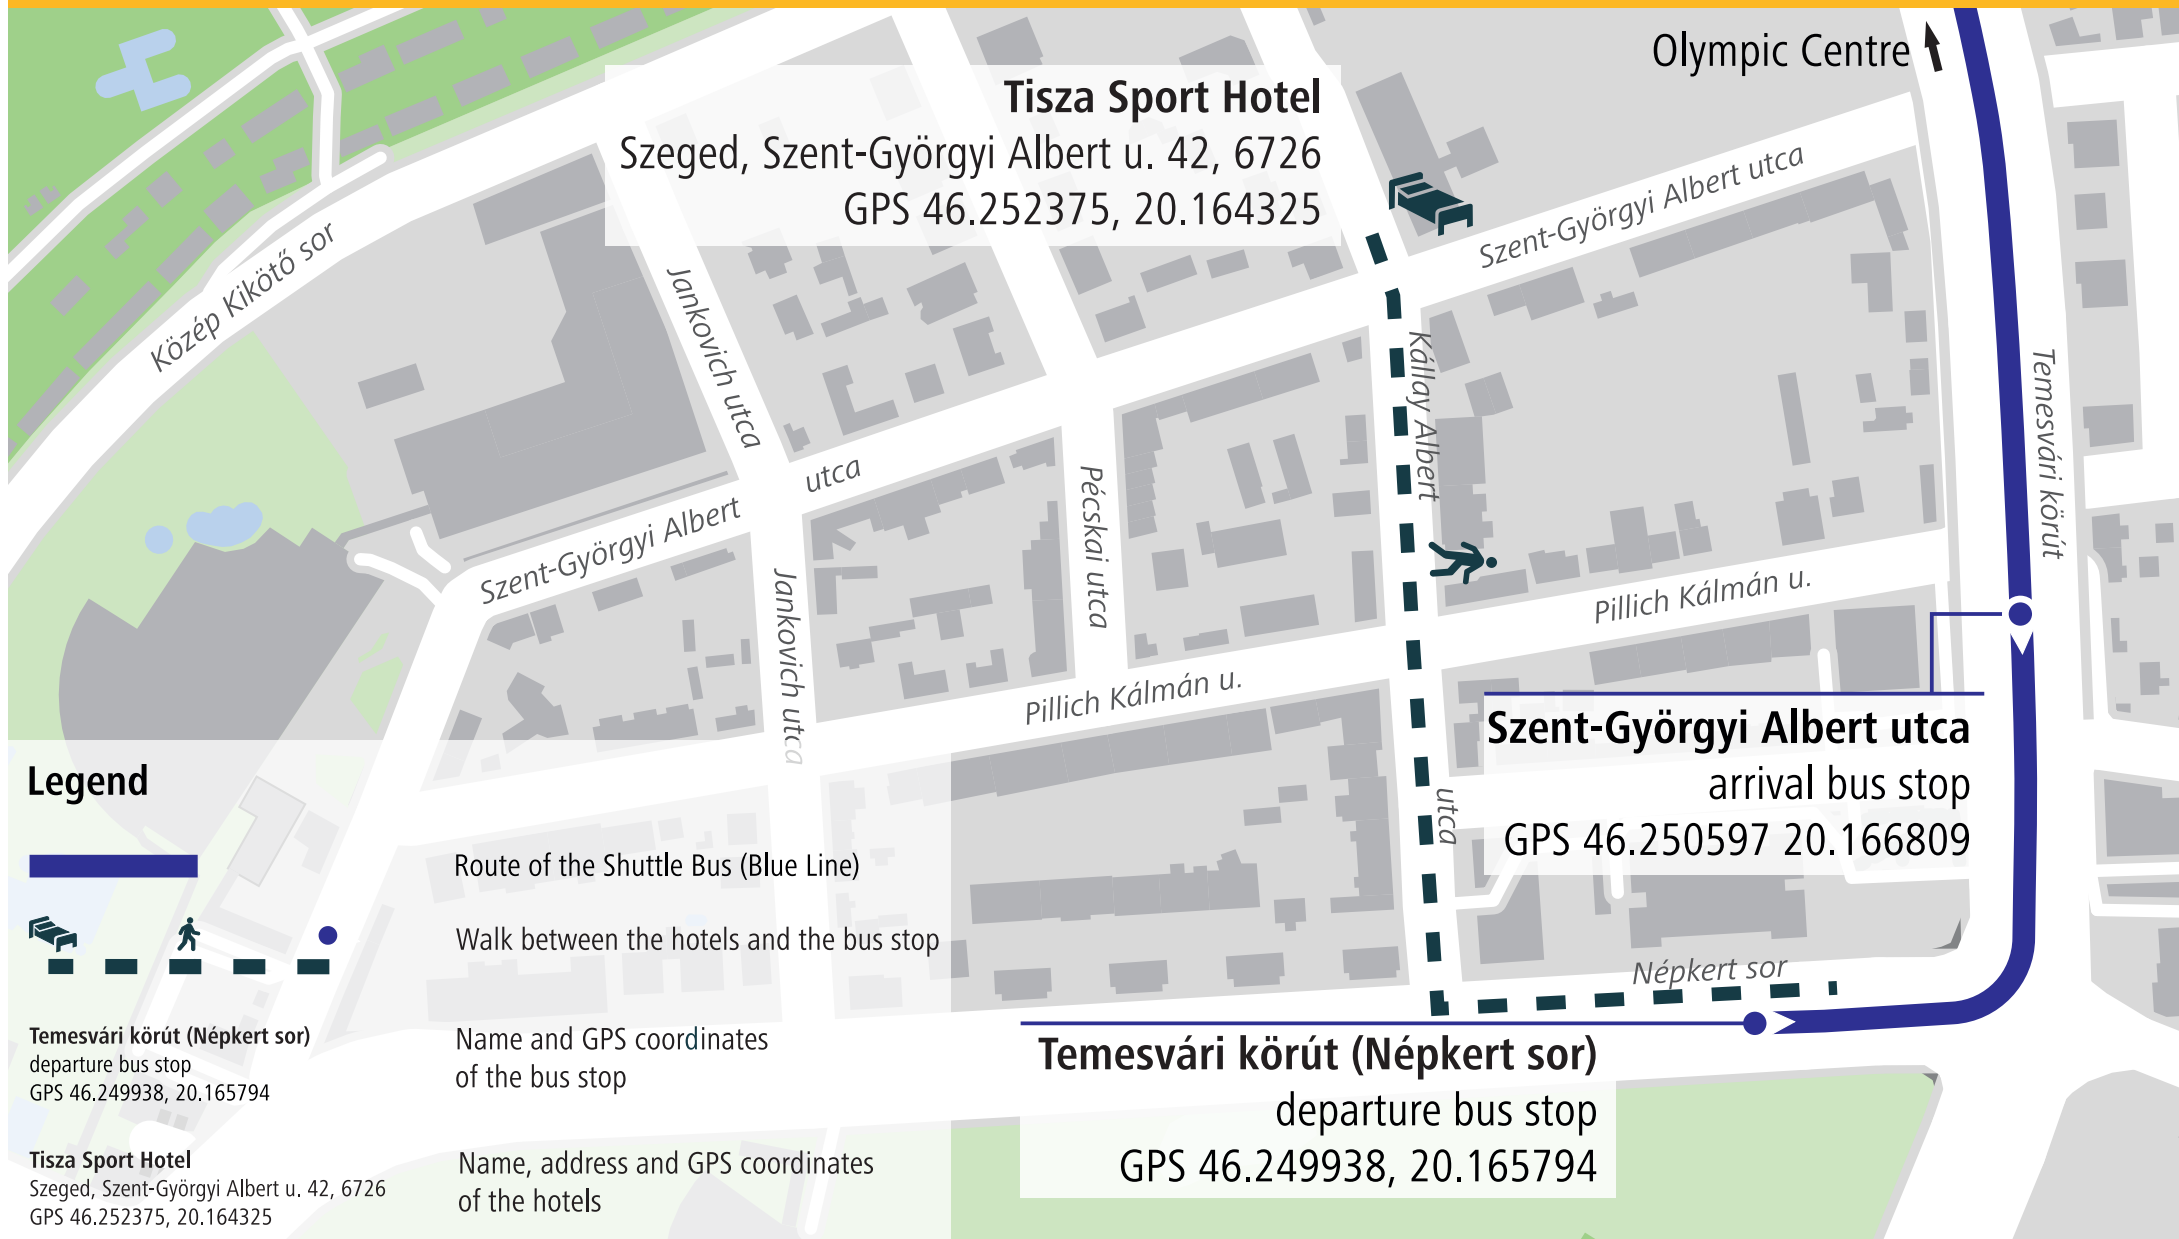 Olympic Centre
Tisza Sport Hotel
Szeged, Szent-Györgyi Albert u. 42, 6726
GPS 46.252375, 20.164325
Szent-Györgyi Albert utca
Közép Kikötő sor
Jankovich utca
Kállay Albert
Temesvári körút
utca
Szent-Györgyi Albert
Pécskai utca
Jankovich utca
Pillich Kálmán u.
Pillich Kálmán u.
Szent-Györgyi Albert utca
arrival bus stop
GPS 46.250597 20.166809
utca
Népkert sor
Temesvári körút (Népkert sor)
departure bus stop
GPS 46.249938, 20.165794
Legend
Route of the Shuttle Bus (Blue Line)
Walk between the hotels and the bus stop
Temesvári körút (Népkert sor)
departure bus stop
GPS 46.249938, 20.165794
Name and GPS coordinates
of the bus stop
Tisza Sport Hotel
Szeged, Szent-Györgyi Albert u. 42, 6726
GPS 46.252375, 20.164325
Name, address and GPS coordinates
of the hotels